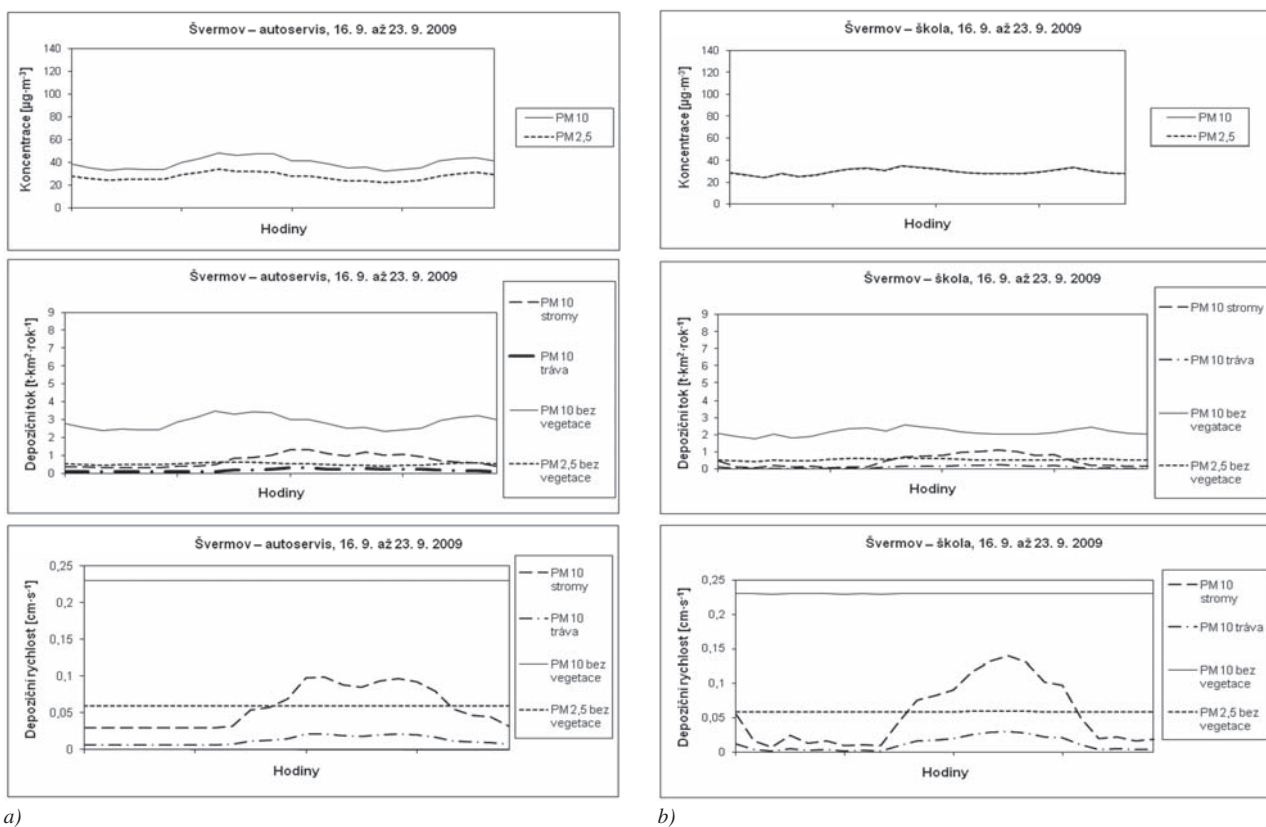 Švermov – autoservis, 16. 9. až 23. 9. 2009
Koncentrace [µg·m⁻³]
140
120
100
80
60
40
20
0
Hodiny
PM 10
PM 2,5
Švermov – autoservis, 16. 9. až 23. 9. 2009
Depoziční tok [t·km²·rok⁻¹]
9
8
7
6
5
4
3
2
1
0
Hodiny
PM 10
stromy
PM 10
tráva
PM 10 bez
vegetace
PM 2,5 bez
vegetace
Švermov – autoservis, 16. 9. až 23. 9. 2009
Depoziční rychlost [cm·s⁻¹]
0,25
0,2
0,15
0,1
0,05
0
Hodiny
PM 10
stromy
PM 10
tráva
PM 10 bez
vegetace
PM 2,5 bez
vegetace
a)
Švermov – škola, 16. 9. až 23. 9. 2009
Koncentrace [µg·m⁻³]
140
120
100
80
60
40
20
0
Hodiny
PM 10
PM 2,5
Švermov – škola, 16. 9. až 23. 9. 2009
Depoziční tok [t·km²·rok⁻¹]
9
8
7
6
5
4
3
2
1
0
Hodiny
PM 10 stromy
PM 10 tráva
PM 10 bez
vegatace
PM 2,5 bez
vegetace
Švermov – škola, 16. 9. až 23. 9. 2009
Depoziční rychlost [cm·s⁻¹]
0,25
0,2
0,15
0,1
0,05
0
Hodiny
PM 10
stromy
PM 10 tráva
PM 10 bez
vegetace
PM 2,5 bez
vegetace
b)